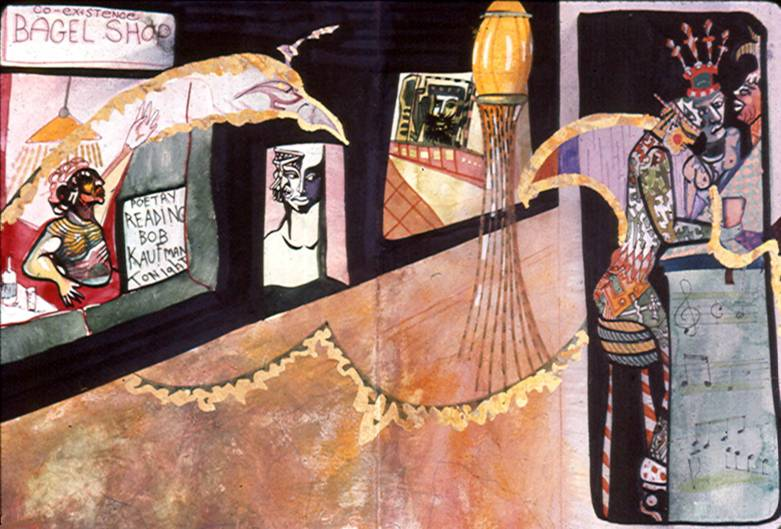 CO-EXISTENCE
BAGEL SHOP
POETRY
READING
BOB
KAUFMAN
TONIGHT